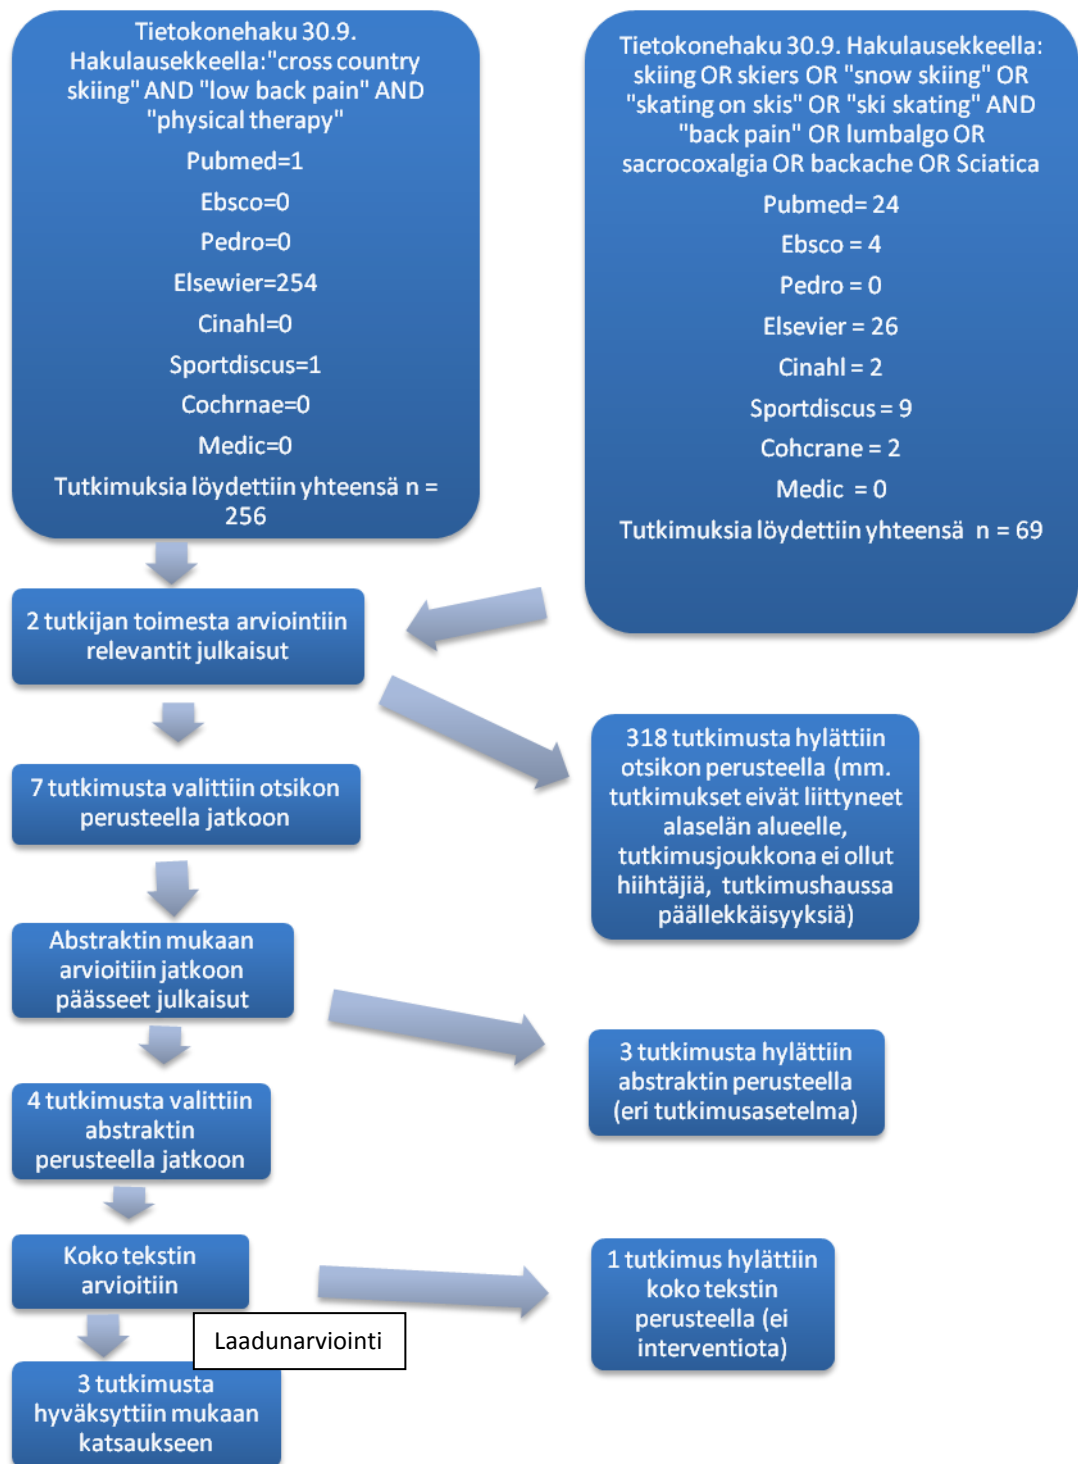 Tietokonehaku 30.9.
Hakulausekkeella:"cross country
skiing" AND "low back pain" AND
"physical therapy"
Pubmed=1
Ebsco=0
Pedro=0
Elsewier=254
Cinahl=0
Sportdiscus=1
Cochrnae=0
Medic=0
Tutkimuksia löydettiin yhteensä n =
256
Tietokonehaku 30.9. Hakulausekkeella:
skiing OR skiers OR "snow skiing" OR
"skating on skis" OR "ski skating" AND
"back pain" OR lumbalgo OR
sacrocoxalgia OR backache OR Sciatica
Pubmed= 24
Ebsco = 4
Pedro = 0
Elsevier = 26
Cinahl = 2
Sportdiscus = 9
Cohcrane = 2
Medic = 0
Tutkimuksia löydettiin yhteensä n = 69
2 tutkijan toimesta arviointiin
relevantit julkaisut
318 tutkimusta hylättiin
otsikon perusteella (mm.
tutkimukset eivät liittyneet
alaselän alueelle,
tutkimusjoukkona ei ollut
hiihtäjiä, tutkimushaussa
päällekkäisyyksiä)
7 tutkimusta valittiin otsikon
perusteella jatkoon
Abstraktin mukaan
arvioitiin jatkoon
päässeet julkaisut
3 tutkimusta hylättiin
abstraktin perusteella
(eri tutkimusasetelma)
4 tutkimusta valittiin
abstraktin
perusteella jatkoon
Koko tekstin
arvioitiin
1 tutkimus hylättiin
koko tekstin
perusteella (ei
interventiota)
Laadunarviointi
3 tutkimusta
hyväksyttiin mukaan
katsaukseen